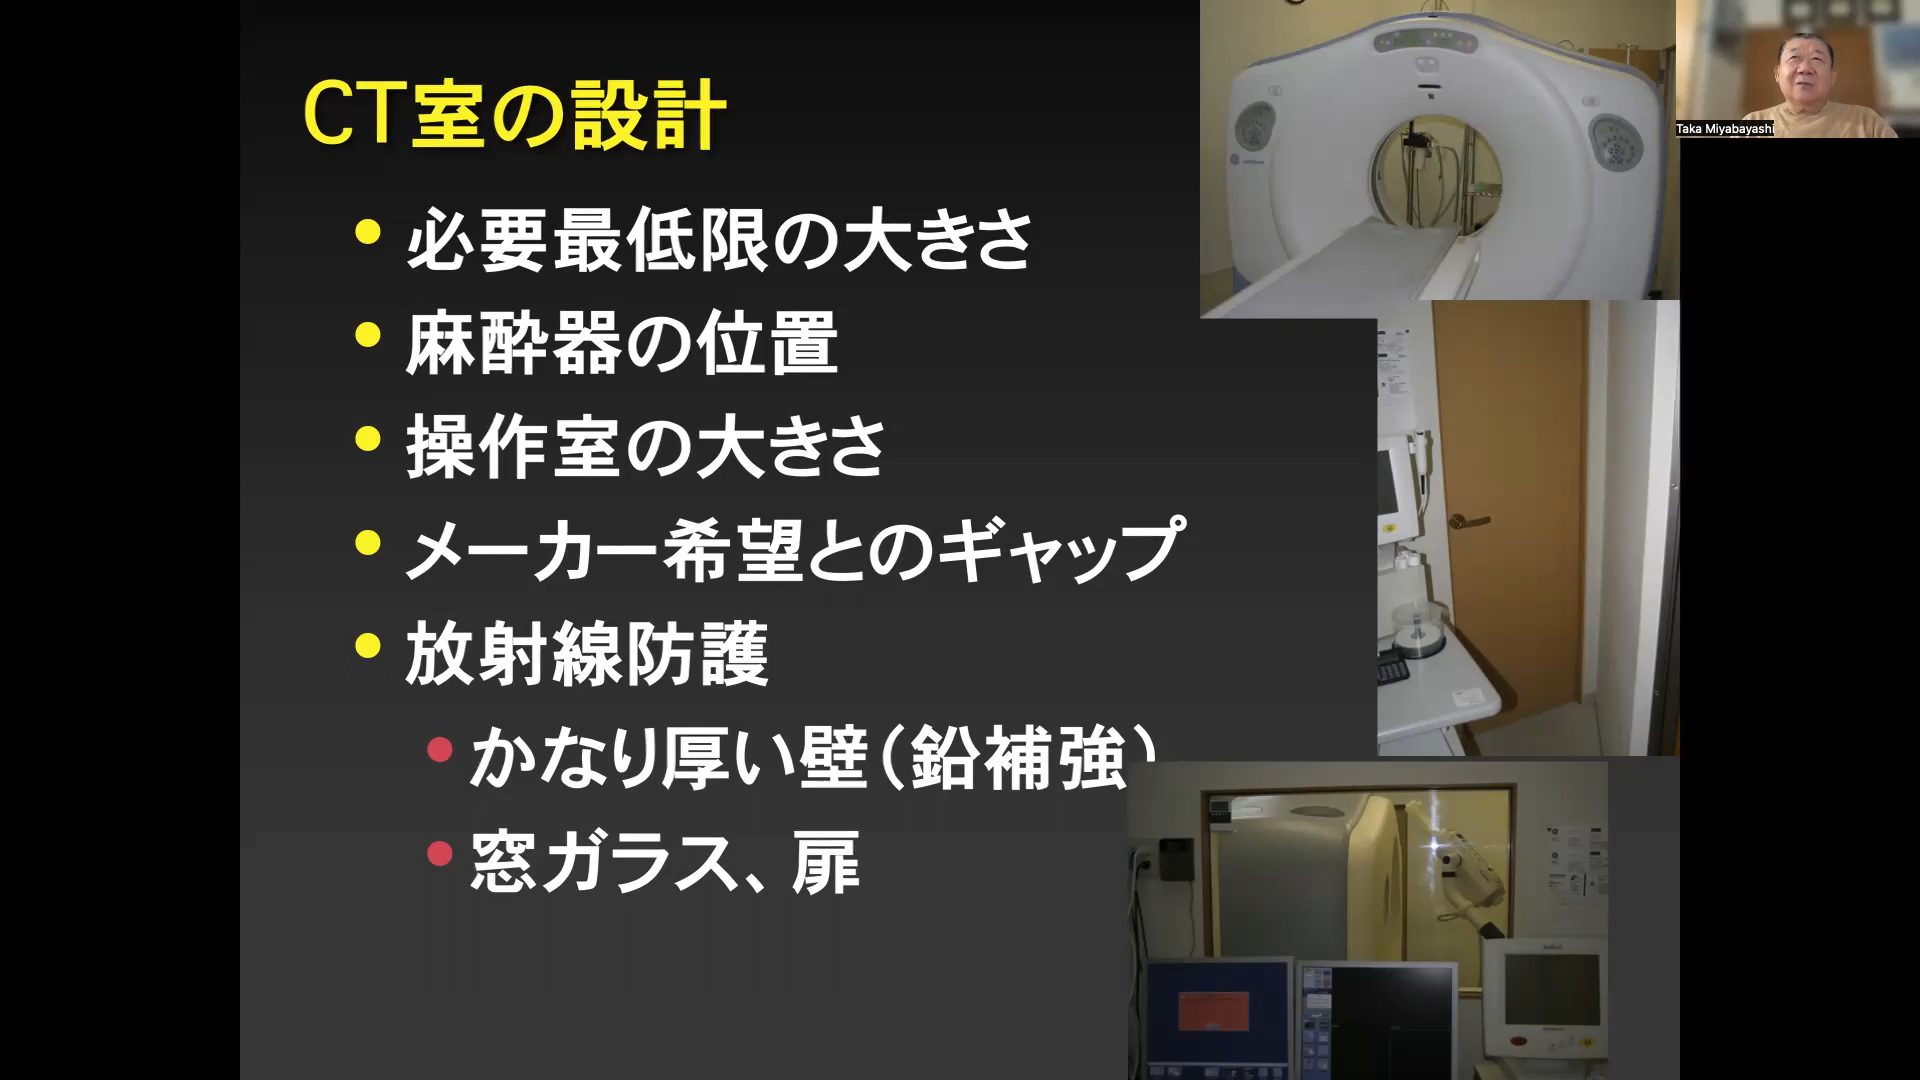 CT室の設計
必要最低限の大きさ
麻酔器の位置
操作室の大きさ
メーカー希望とのギャップ
放射線防護
かなり厚い壁（鉛補強）
窓ガラス、扉
Taka Miyabayashi